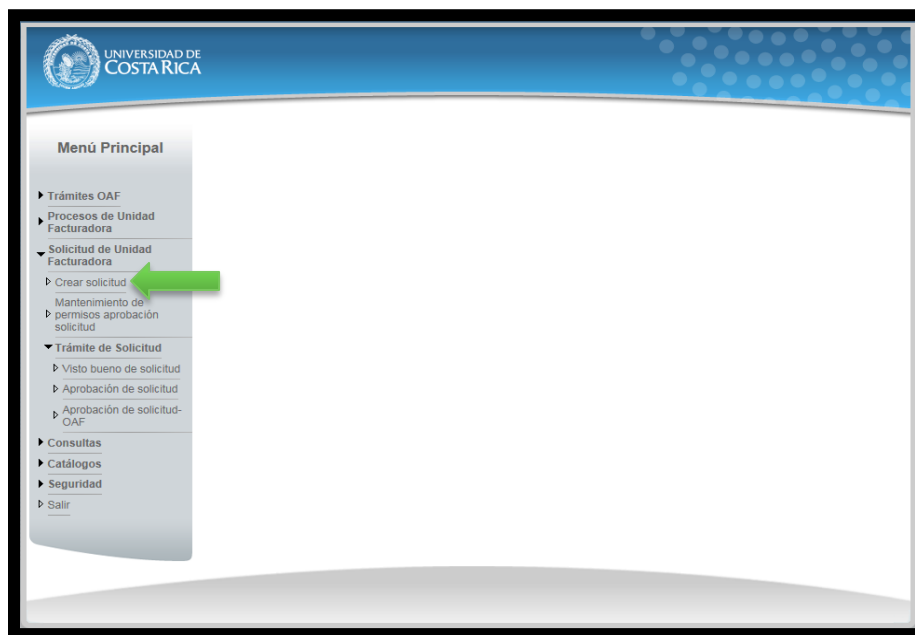 UNIVERSIDAD DE
COSTA RICA
Menú Principal
Trámites OAF
Procesos de Unidad
Facturadora
Solicitud de Unidad
Facturadora
Crear solicitud
Mantenimiento de
permisos aprobación
solicitud
Trámite de Solicitud
Visto bueno de solicitud
Aprobación de solicitud
Aprobación de solicitud-
OAF
Consultas
Catálogos
Seguridad
Salir